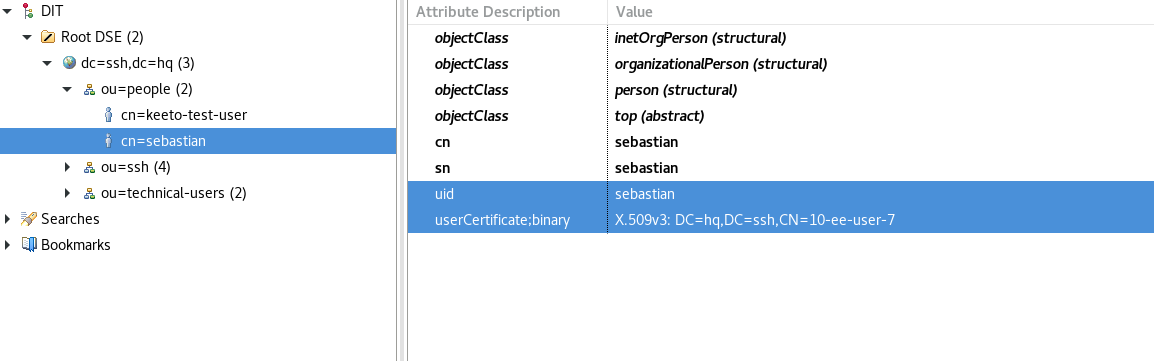 DIT
Root DSE (2)
dc=ssh,dc=hq (3)
ou=people (2)
cn=keeto-test-user
cn=sebastian
ou=ssh (4)
ou=technical-users (2)
Searches
Bookmarks
Attribute Description Value
objectClass inetOrgPerson (structural)
objectClass organizationalPerson (structural)
objectClass person (structural)
objectClass top (abstract)
cn sebastian
sn sebastian
uid sebastian
userCertificate;binary X.509v3: DC=hq,DC=ssh,CN=10-ee-user-7